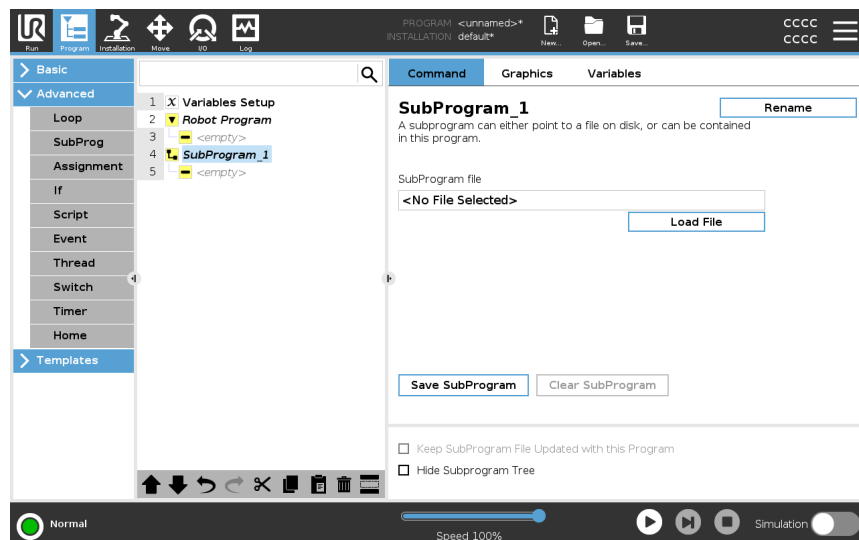 PROGRAM <unnamed>*
INSTALLATION default*
CCCC
CCCC
Run Program Installation Move I/O Log New... Open... Save...
Basic
Advanced
Loop
SubProg
Assignment
If
Script
Event
Thread
Switch
Timer
Home
Templates
1 X Variables Setup
2 Robot Program
3 <empty>
4 SubProgram_1
5 <empty>
Command Graphics Variables
SubProgram_1 Rename
A subprogram can either point to a file on disk, or can be contained
in this program.
SubProgram file
<No File Selected>
Load File
Save SubProgram Clear SubProgram
Keep SubProgram File Updated with this Program
Hide Subprogram Tree
Normal
Speed 100%
Simulation